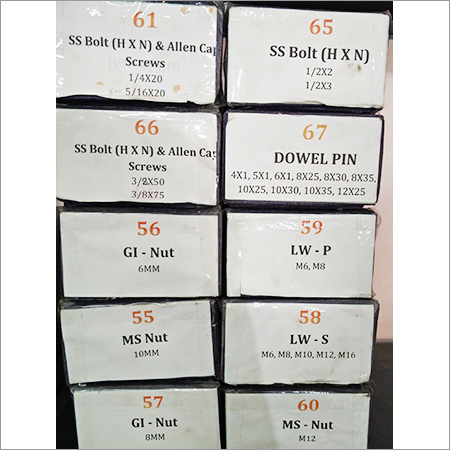 61
SS Bolt (H X N) & Allen Cap
Screws
1/4X20
5/16X20
65
SS Bolt (H X N)
1/2X2
1/2X3
66
SS Bolt (H X N) & Allen Cap
Screws
3/8X50
3/8X75
67
DOWEL PIN
4X1, 5X1, 6X1, 8X25, 8X30, 8X35,
10X25, 10X30, 10X35, 12X25
56
GI - Nut
6MM
59
LW - P
M6, M8
55
MS Nut
10MM
58
LW - S
M6, M8, M10, M12, M16
57
GI - Nut
8MM
60
MS - Nut
M12